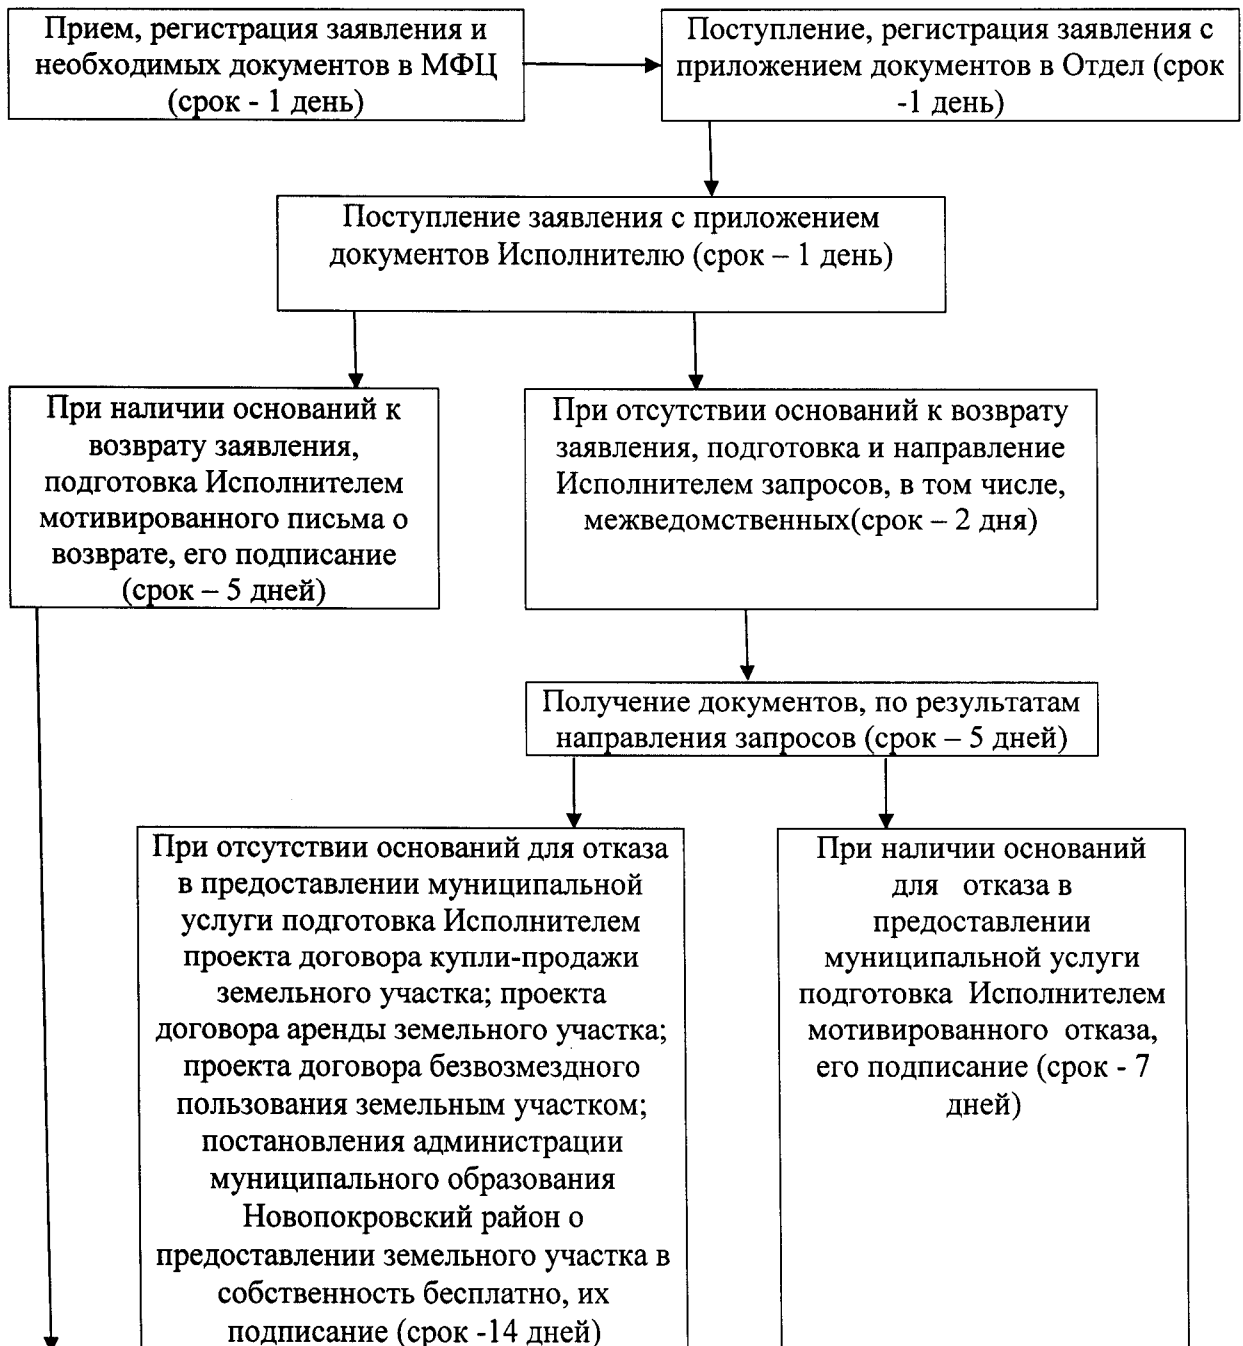 Прием, регистрация заявления и
необходимых документов в МФЦ
(срок - 1 день)
Поступление, регистрация заявления с
приложением документов в Отдел (срок
-1 день)
Поступление заявления с приложением
документов Исполнителю (срок – 1 день)
При наличии оснований к
возврату заявления,
подготовка Исполнителем
мотивированного письма о
возврате, его подписание
(срок – 5 дней)
При отсутствии оснований к возврату
заявления, подготовка и направление
Исполнителем запросов, в том числе,
межведомственных(срок – 2 дня)
Получение документов, по результатам
направления запросов (срок – 5 дней)
При отсутствии оснований для отказа
в предоставлении муниципальной
услуги подготовка Исполнителем
проекта договора купли-продажи
земельного участка; проекта
договора аренды земельного участка;
проекта договора безвозмездного
пользования земельным участком;
постановления администрации
муниципального образования
Новопокровский район о
предоставлении земельного участка в
собственность бесплатно, их
подписание (срок -14 дней)
При наличии оснований
для отказа в
предоставлении
муниципальной услуги
подготовка Исполнителем
мотивированного отказа,
его подписание (срок - 7
дней)